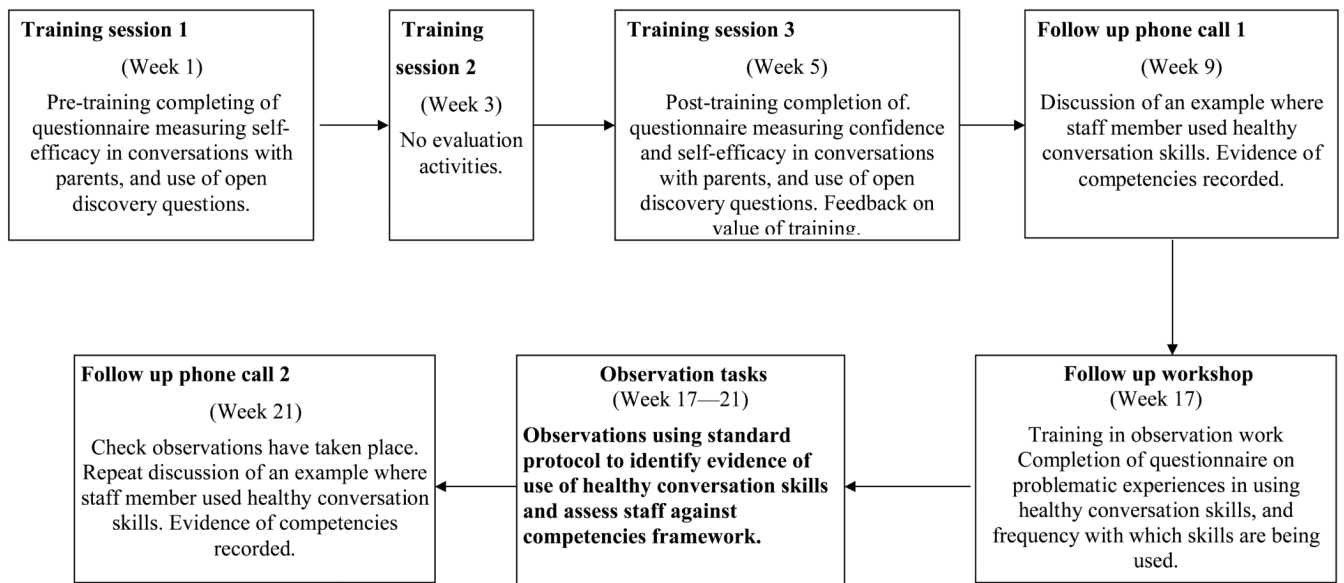 Training session 1
(Week 1)
Pre-training completing of
questionnaire measuring self-
efficacy in conversations with
parents, and use of open
discovery questions.
Training
session 2
(Week 3)
No evaluation
activities.
Training session 3
(Week 5)
Post-training completion of.
questionnaire measuring confidence
and self-efficacy in conversations
with parents, and use of open
discovery questions. Feedback on
value of training.
Follow up phone call 1
(Week 9)
Discussion of an example where
staff member used healthy
conversation skills. Evidence of
competencies recorded.
Follow up workshop
(Week 17)
Training in observation work
Completion of questionnaire on
problematic experiences in using
healthy conversation skills, and
frequency with which skills are being
used.
Observation tasks
(Week 17—21)
Observations using standard
protocol to identify evidence of
use of healthy conversation skills
and assess staff against
competencies framework.
Follow up phone call 2
(Week 21)
Check observations have taken place.
Repeat discussion of an example where
staff member used healthy conversation
skills. Evidence of competencies
recorded.